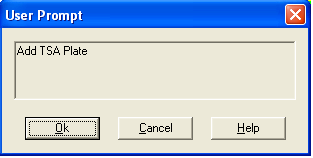 User Prompt
Add TSA Plate
Ok
Cancel
Help